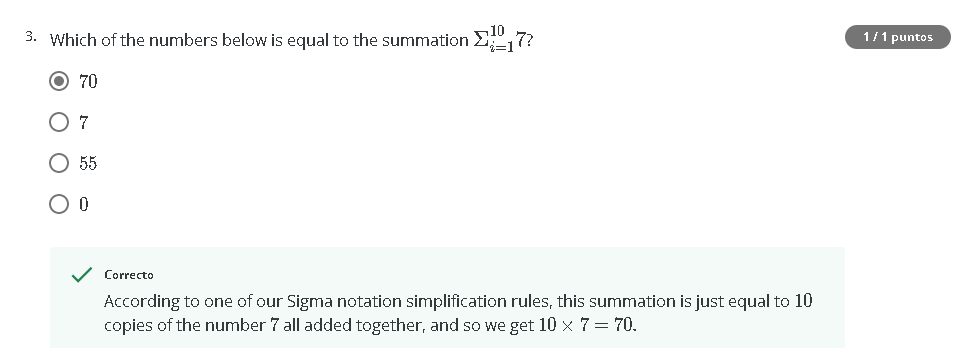 3. Which of the numbers below is equal to the summation $\Sigma_{i=1}^{10} 7$?
1 / 1 puntos
70
7
55
0
Correcto
According to one of our Sigma notation simplification rules, this summation is just equal to 10
copies of the number 7 all added together, and so we get 10 × 7 = 70.